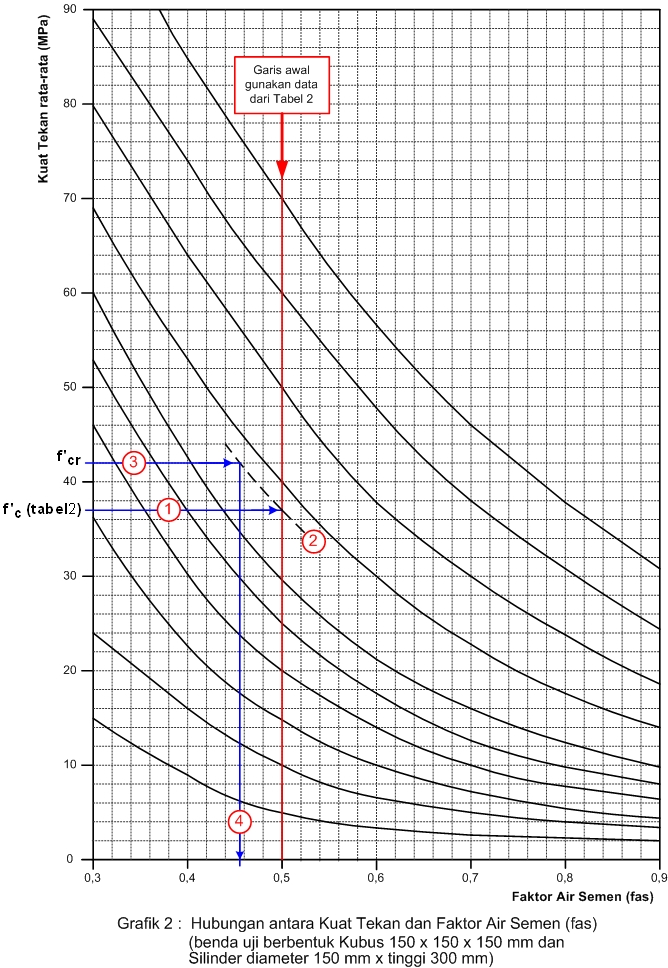 Kuat Tekan rata-rata (MPa)
90
80
70
60
50
40
30
20
10
0
Garis awal
gunakan data
dari Tabel 2
f'cr
3
f'c (tabel2)
1
2
4
0,3 0,4 0,5 0,6 0,7 0,8 0,9
Faktor Air Semen (fas)
Grafik 2 : Hubungan antara Kuat Tekan dan Faktor Air Semen (fas)
(benda uji berbentuk Kubus 150 x 150 x 150 mm dan
Silinder diameter 150 mm x tinggi 300 mm)